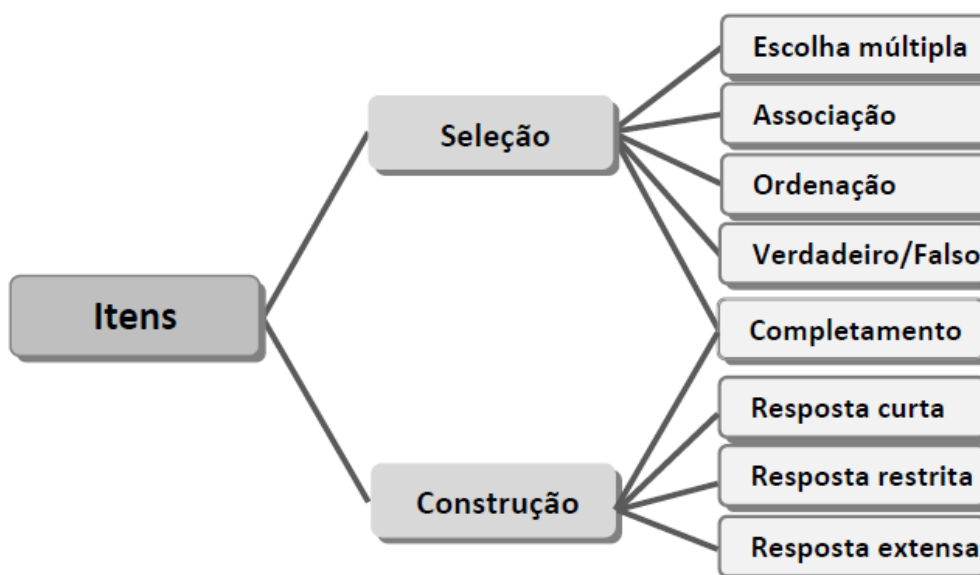 Itens
Seleção
Construção
Escolha múltipla
Associação
Ordenação
Verdadeiro/Falso
Completamento
Resposta curta
Resposta restrita
Resposta extensa